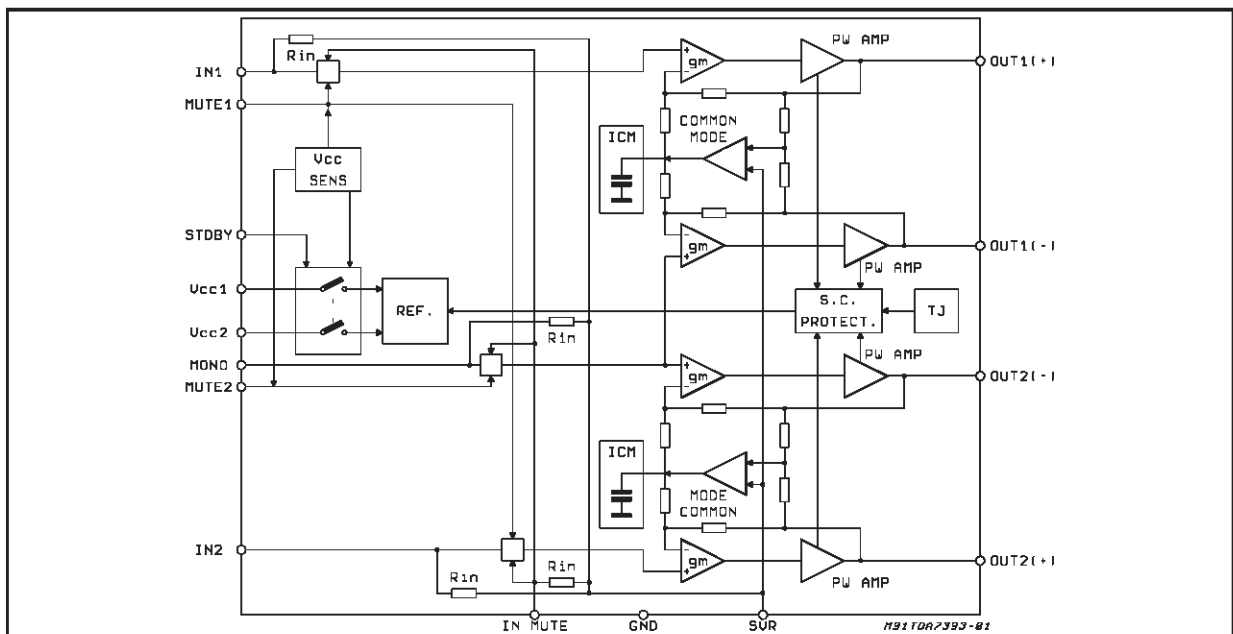 PW AMP
Rin
IN1
gm
OUT1(+)
MUTE1
ICM
COMMON
MODE
Vcc
SENS
STDBY
gm
OUT1(-)
PW AMP
Vcc1
REF.
S.C.
PROTECT.
TJ
Vcc2
Rin
MONO
PW AMP
MUTE2
gm
OUT2(-)
ICM
MODE
COMMON
IN2
gm
OUT2(+)
Rin
Rin
PW AMP
IN MUTE
GND
SVR
M91TDA7393-01